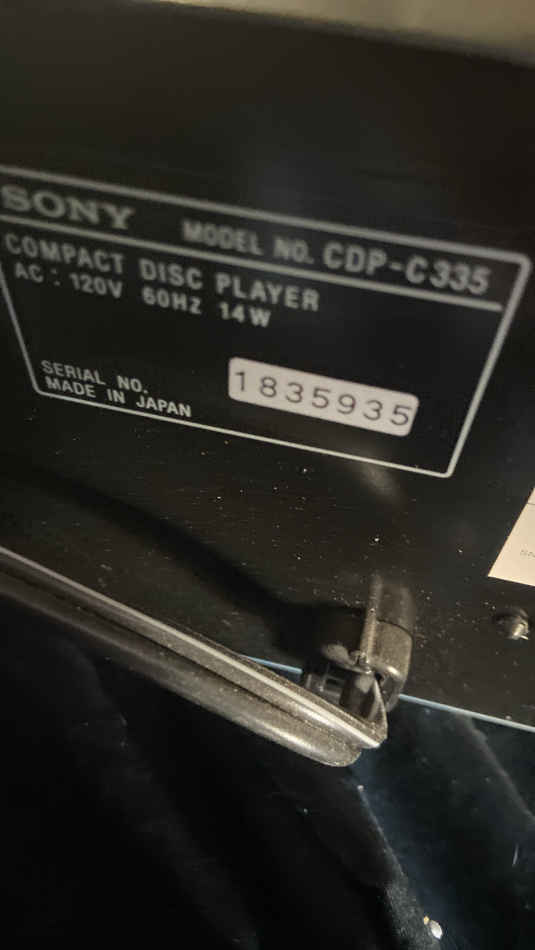 SONY MODEL NO. CDP-C335
COMPACT DISC PLAYER
AC: 120V 60HZ 14W
SERIAL NO. 1835935
MADE IN JAPAN